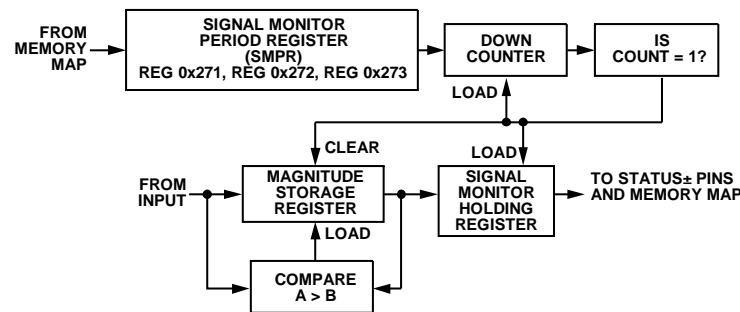 FROM
MEMORY
MAP
SIGNAL MONITOR
PERIOD REGISTER
(SMPR)
REG 0x271, REG 0x272, REG 0x273
DOWN
COUNTER
IS
COUNT = 1?
LOAD
CLEAR
LOAD
FROM
INPUT
MAGNITUDE
STORAGE
REGISTER
SIGNAL
MONITOR
HOLDING
REGISTER
TO STATUS± PINS
AND MEMORY MAP
LOAD
COMPARE
A > B